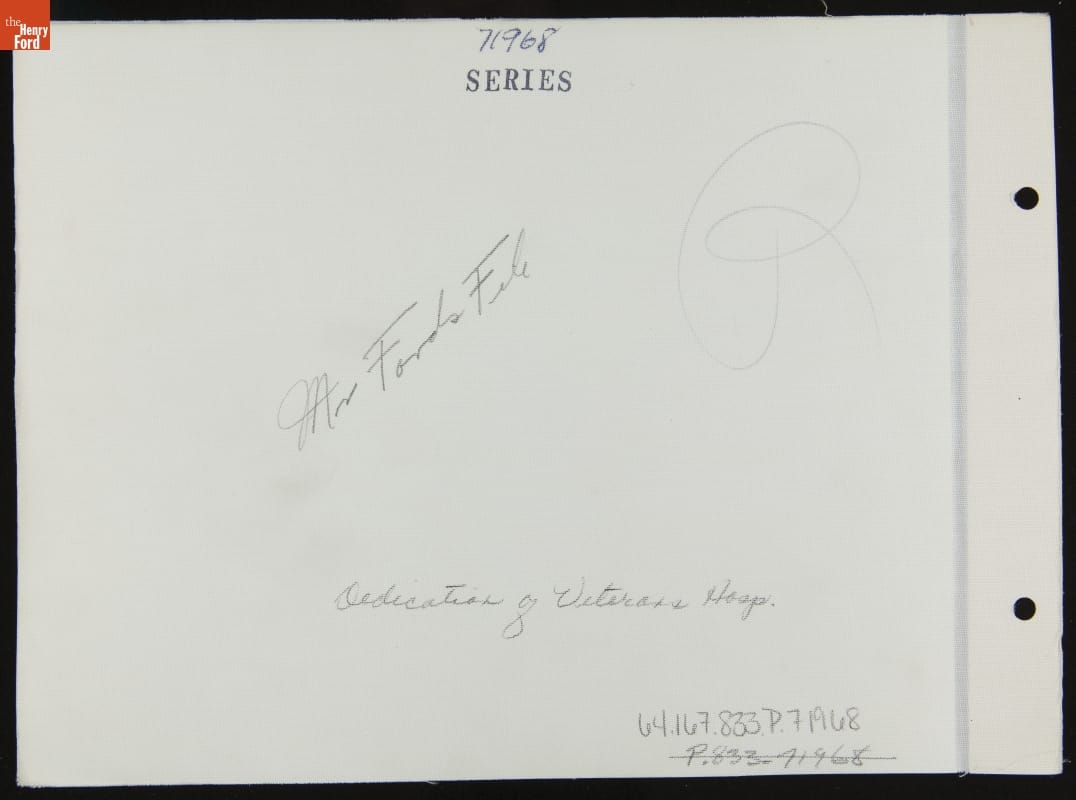 the
Henry
Ford
71968
SERIES
R
Mr Fords File
Dedication of Veterans Hosp.
64.167.833.P.71968
P.833-71968